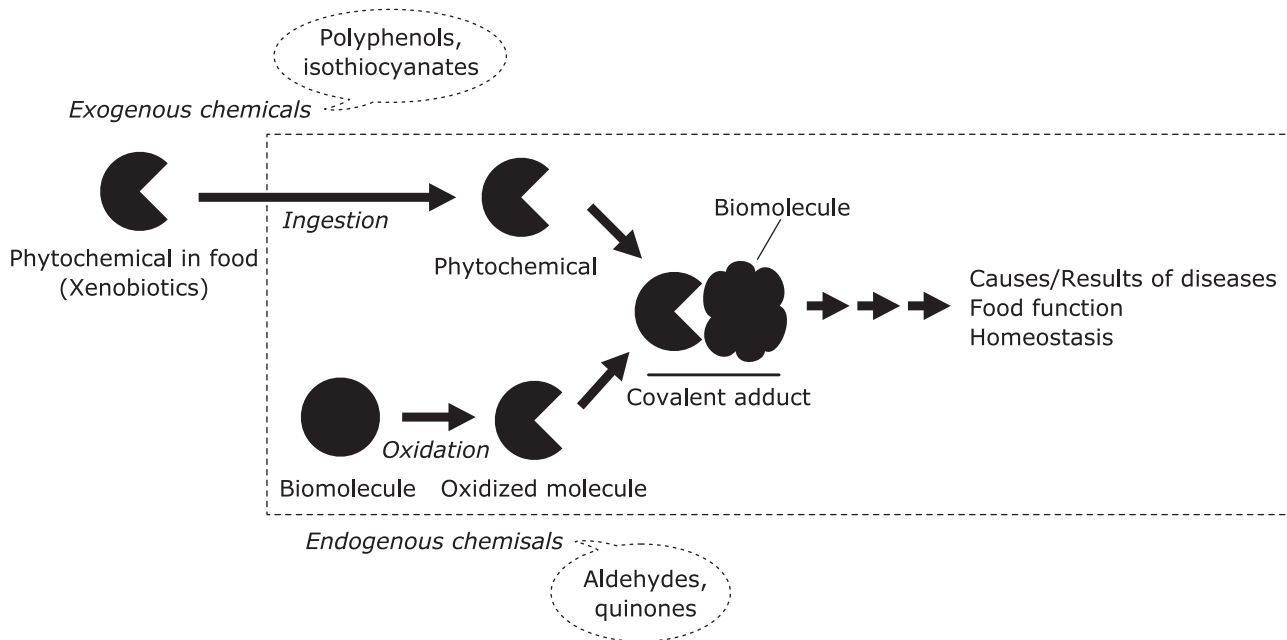 Polyphenols,
isothiocyanates
Exogenous chemicals
Ingestion
Phytochemical in food
(Xenobiotics)
Phytochemical
Biomolecule
Causes/Results of diseases
Food function
Homeostasis
Covalent adduct
Oxidation
Biomolecule
Oxidized molecule
Endogenous chemisals
Aldehydes,
quinones